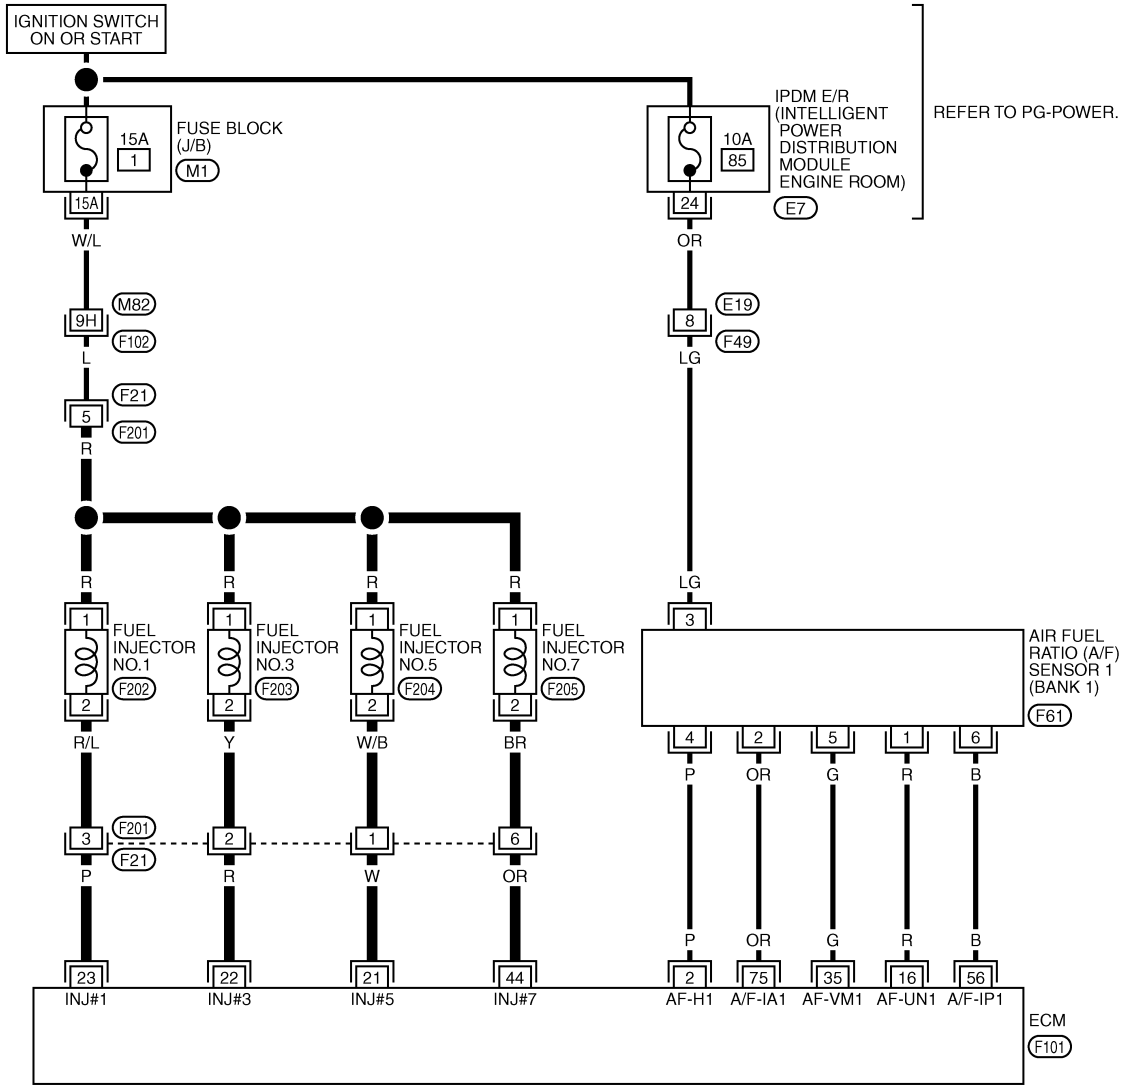 IGNITION SWITCH
ON OR START
FUSE BLOCK
(J/B)
M1
15A
1
15A
IPDM E/R
(INTELLIGENT
POWER
DISTRIBUTION
MODULE
ENGINE ROOM)
E7
10A
85
24
REFER TO PG-POWER.
W/L
OR
9H
M82
F102
8
E19
F49
L
LG
5
F21
F201
R
R
R
R
R
LG
1
1
1
1
3
FUEL
INJECTOR
NO.1
F202
FUEL
INJECTOR
NO.3
F203
FUEL
INJECTOR
NO.5
F204
FUEL
INJECTOR
NO.7
F205
AIR FUEL
RATIO (A/F)
SENSOR 1
(BANK 1)
F61
2
2
2
2
4
2
5
1
6
R/L
Y
W/B
BR
P
OR
G
R
B
3
F201
F21
2
1
6
P
R
W
OR
P
OR
G
R
B
23
22
21
44
2
75
35
16
56
INJ#1
INJ#3
INJ#5
INJ#7
AF-H1
A/F-IA1
AF-VM1
AF-UN1
A/F-IP1
ECM
F101